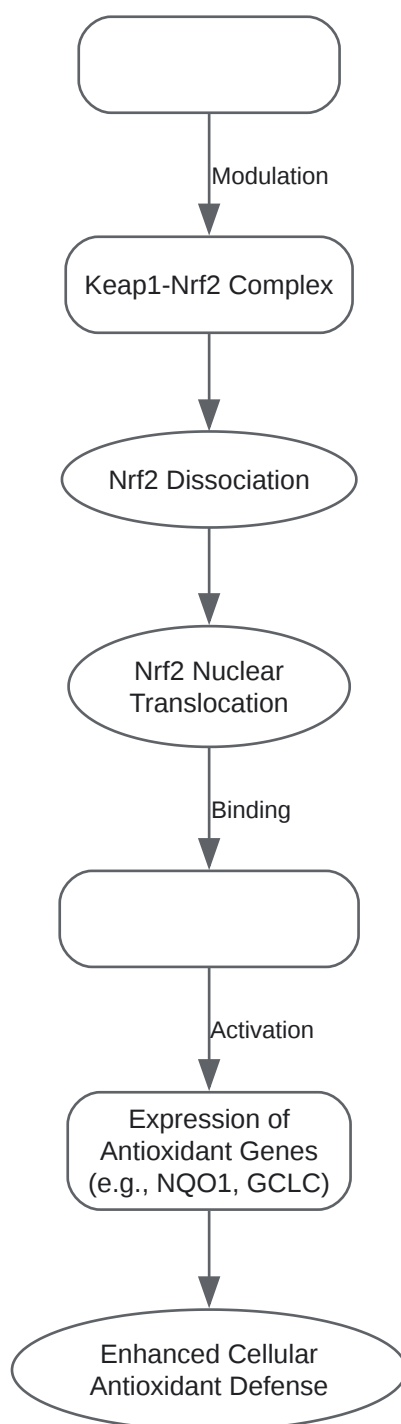 Modulation
Keap1-Nrf2 Complex
Nrf2 Dissociation
Nrf2 Nuclear
Translocation
Binding
Activation
Expression of
Antioxidant Genes
(e.g., NQO1, GCLC)
Enhanced Cellular
Antioxidant Defense